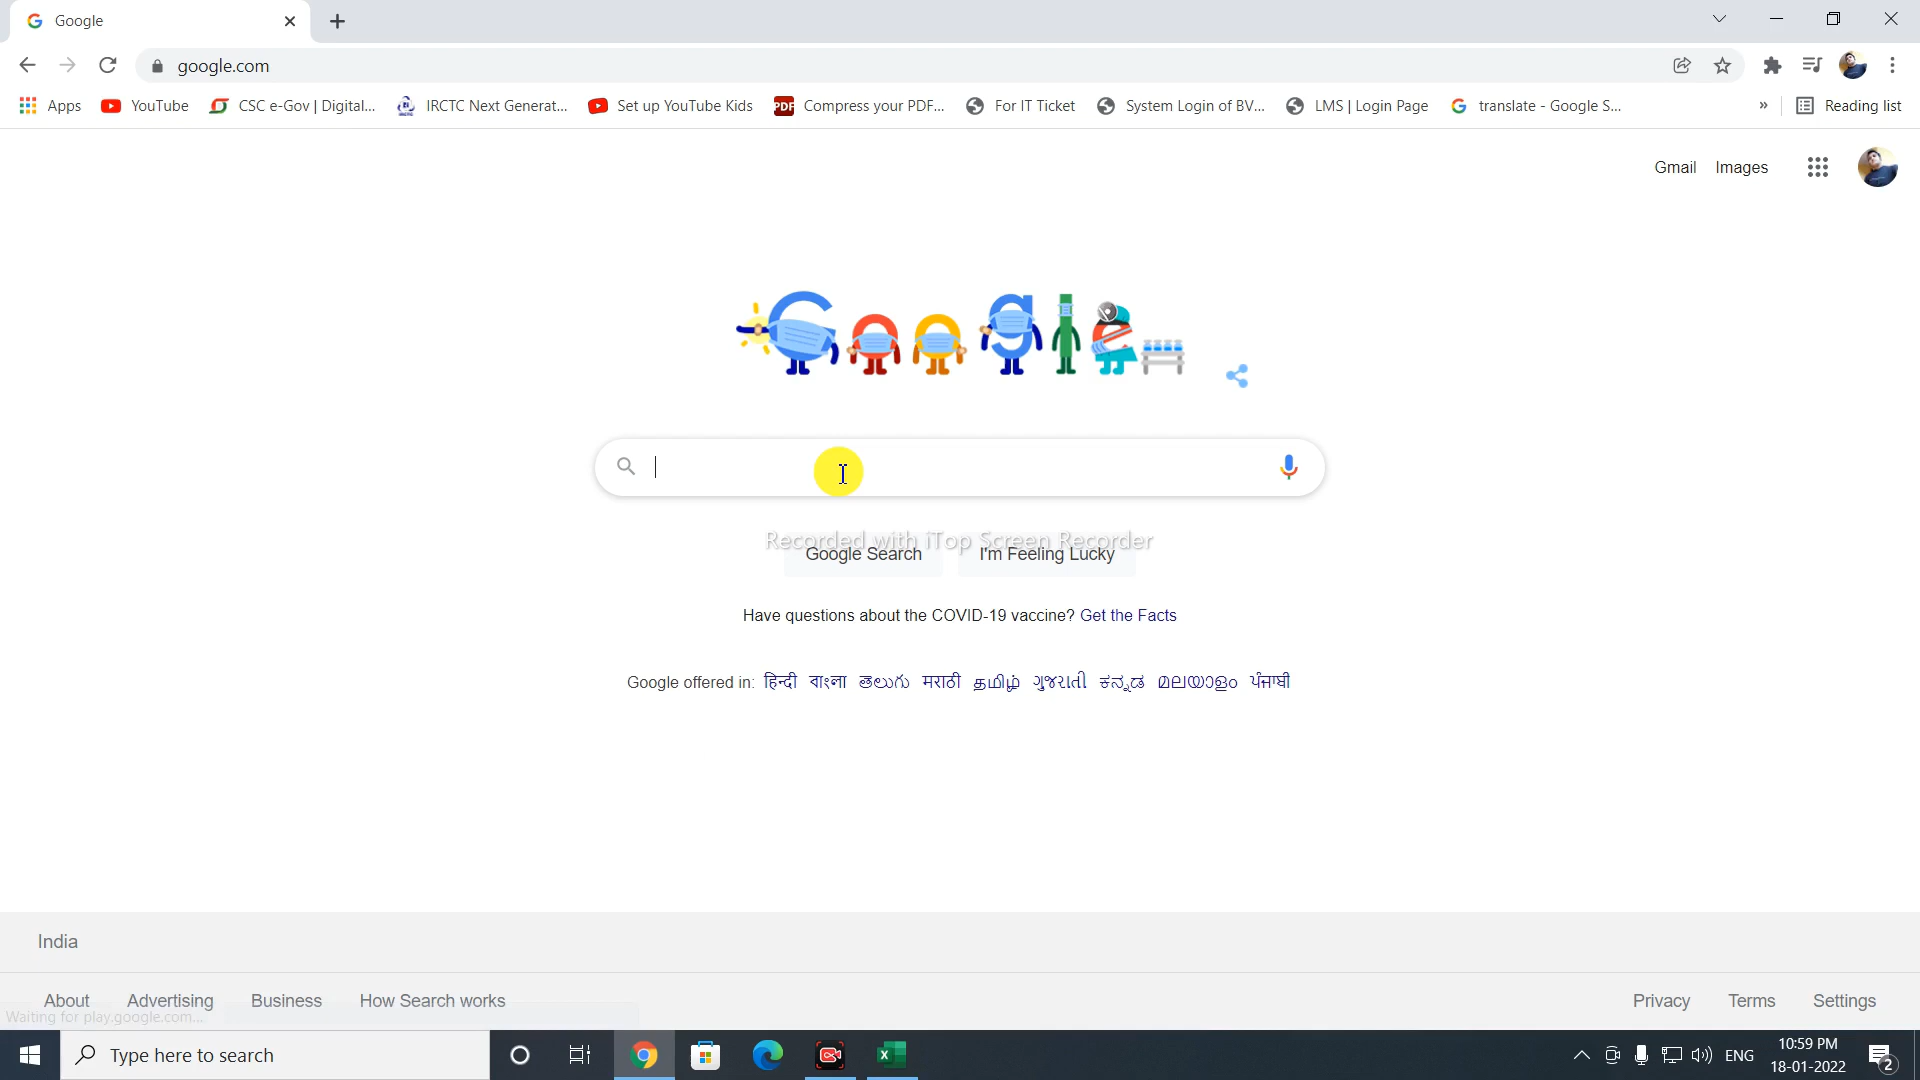 Google
google.com
Apps YouTube CSC e-Gov | Digital... IRCTC Next Generat... Set up YouTube Kids PDF Compress your PDF... For IT Ticket System Login of BV... LMS | Login Page translate - Google S... » Reading list
Gmail Images
Google
Recorded with iTop Screen Recorder
Google Search I'm Feeling Lucky
Have questions about the COVID-19 vaccine? Get the Facts
Google offered in: हिन्दी বাংলা తెలుగు मराठी தமிழ் ગુજરાતી ಕನ್ನಡ മലയാളം ਪੰਜਾਬੀ
India
About Advertising Business How Search works Privacy Terms Settings
Waiting for play.google.com...
Type here to search
ENG
10:59 PM
18-01-2022
2